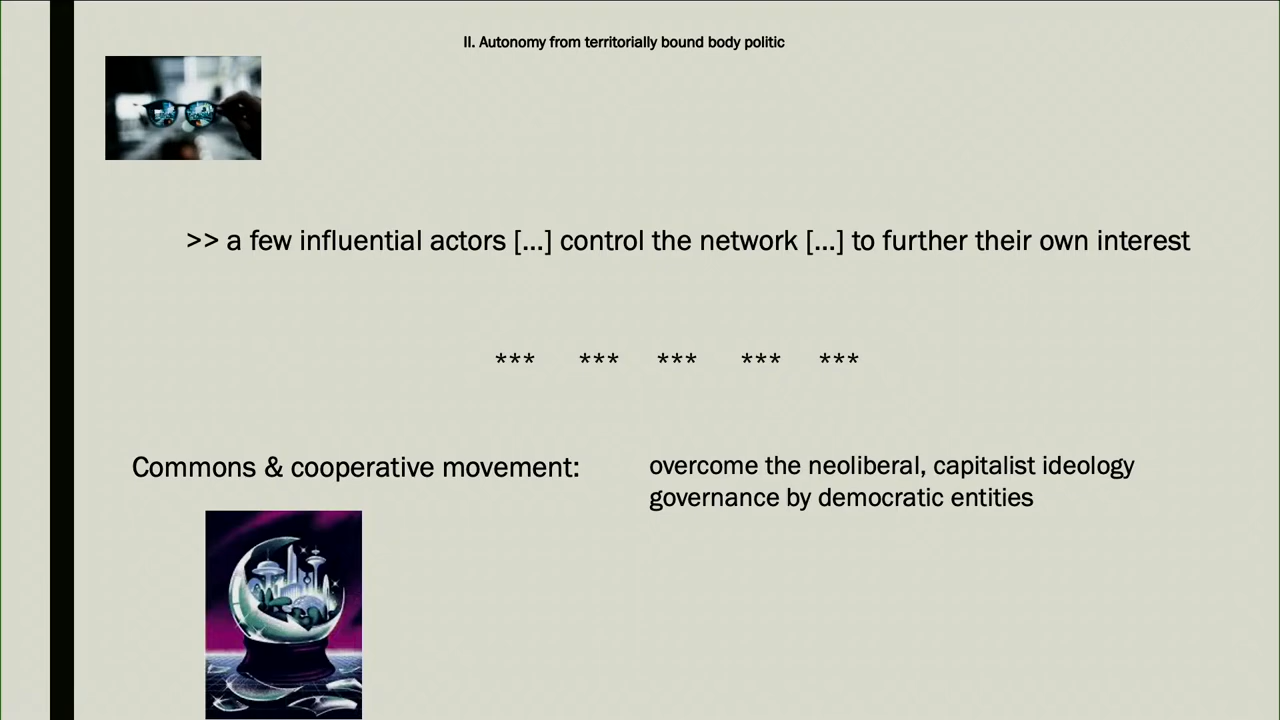 II. Autonomy from territorially bound body politic
>> a few influential actors [...] control the network [...] to further their own interest
*** *** *** *** ***
Commons & cooperative movement:
overcome the neoliberal, capitalist ideology
governance by democratic entities